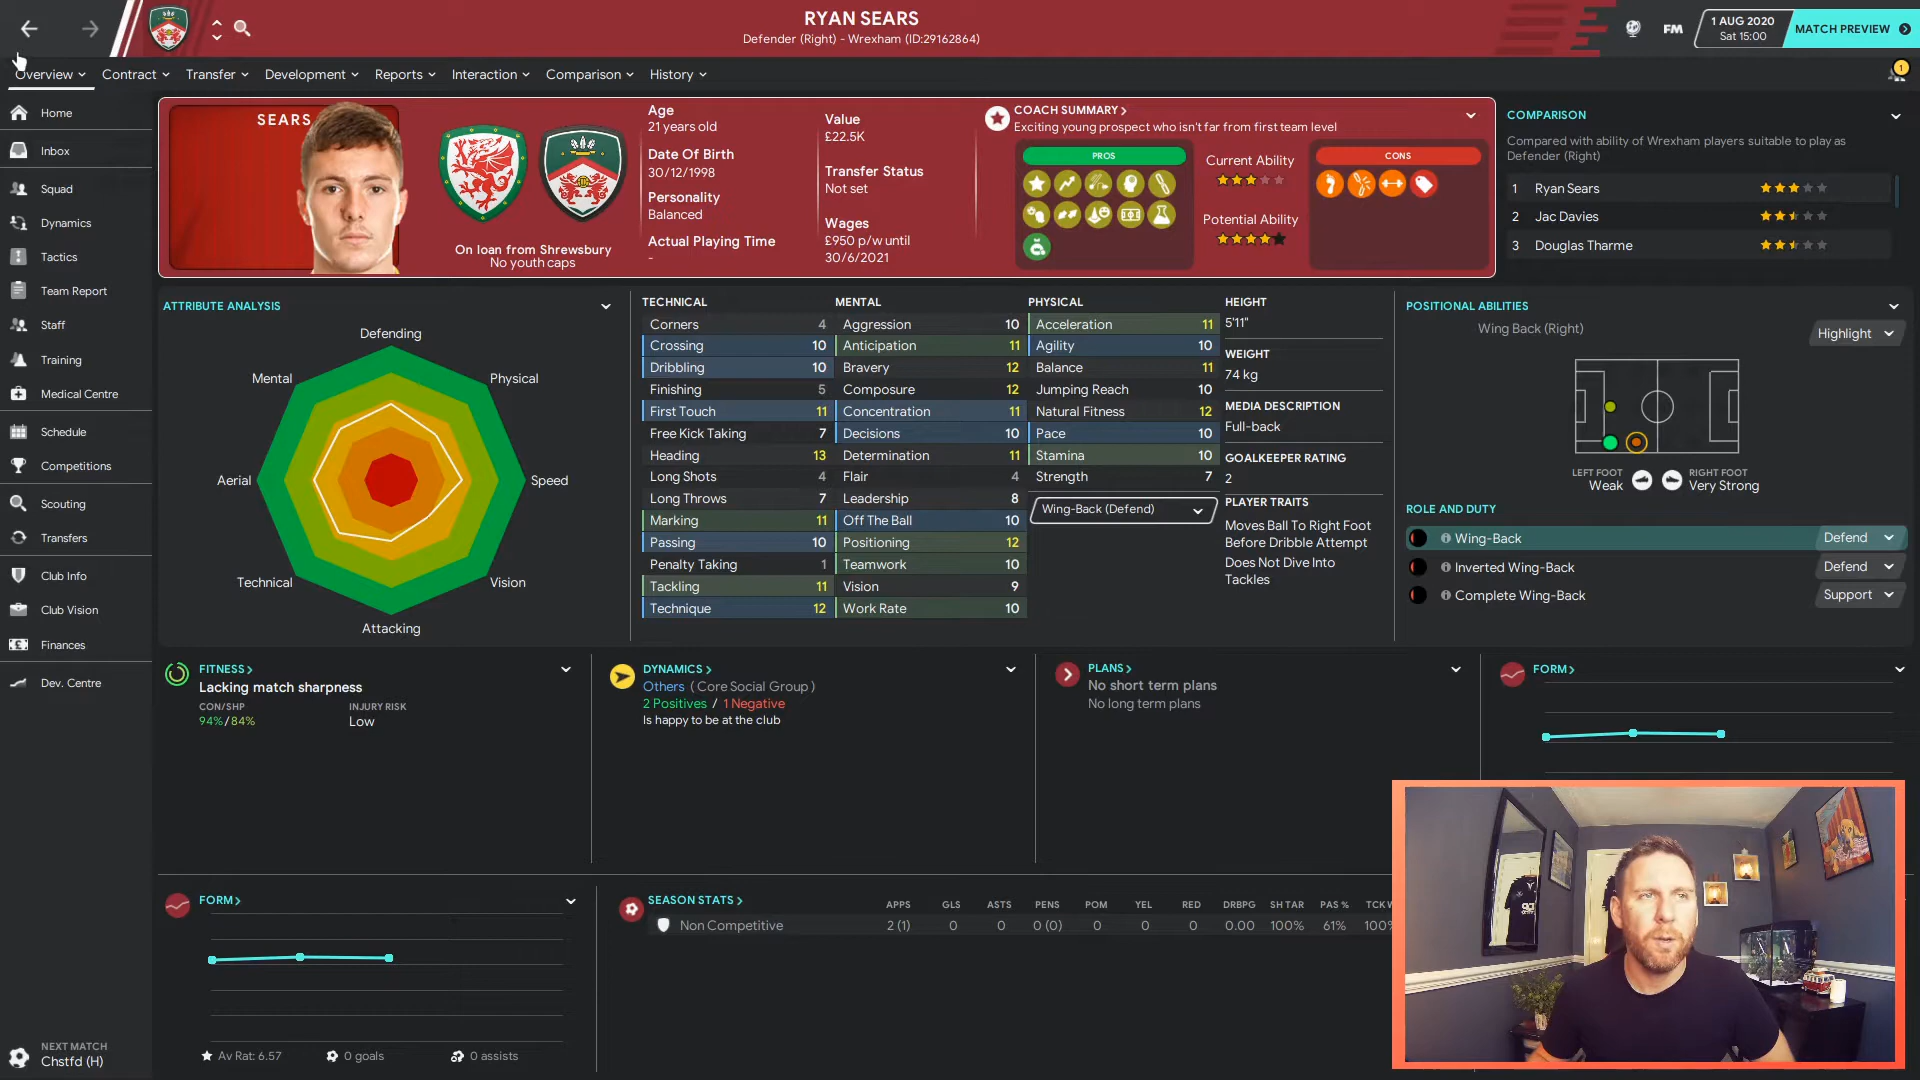 RYAN SEARS
Defender (Right) - Wrexham (ID:29162864)
FM
1 AUG 2020
Sat 15:00
MATCH PREVIEW
Overview
Contract
Transfer
Development
Reports
Interaction
Comparison
History
1
Home
Inbox
Squad
Dynamics
Tactics
Team Report
Staff
Training
Medical Centre
Schedule
Competitions
Scouting
Transfers
Club Info
Club Vision
Finances
Dev. Centre
NEXT MATCH
Chstfd (H)
SEARS
On loan from Shrewsbury
No youth caps
Age
21 years old
Date Of Birth
30/12/1998
Personality
Balanced
Actual Playing Time
-
Value
£22.5K
Transfer Status
Not set
Wages
£950 p/w until
30/6/2021
COACH SUMMARY
Exciting young prospect who isn't far from first team level
PROS
Current Ability
Potential Ability
CONS
COMPARISON
Compared with ability of Wrexham players suitable to play as
Defender (Right)
1 Ryan Sears
2 Jac Davies
3 Douglas Tharme
ATTRIBUTE ANALYSIS
Defending
Mental
Physical
Aerial
Speed
Technical
Vision
Attacking
TECHNICAL
Corners 4
Crossing 10
Dribbling 10
Finishing 5
First Touch 11
Free Kick Taking 7
Heading 13
Long Shots 4
Long Throws 7
Marking 11
Passing 10
Penalty Taking 1
Tackling 11
Technique 12
MENTAL
Aggression 10
Anticipation 11
Bravery 12
Composure 12
Concentration 11
Decisions 10
Determination 11
Flair 4
Leadership 8
Off The Ball 10
Positioning 12
Teamwork 10
Vision 9
Work Rate 10
PHYSICAL
Acceleration 11
Agility 10
Balance 11
Jumping Reach 10
Natural Fitness 12
Pace 10
Stamina 10
Strength 7
Wing-Back (Defend)
HEIGHT
5'11"
WEIGHT
74 kg
MEDIA DESCRIPTION
Full-back
GOALKEEPER RATING
2
PLAYER TRAITS
Moves Ball To Right Foot
Before Dribble Attempt
Does Not Dive Into
Tackles
POSITIONAL ABILITIES
Wing Back (Right)
Highlight
LEFT FOOT
Weak
RIGHT FOOT
Very Strong
ROLE AND DUTY
Wing-Back Defend
Inverted Wing-Back Defend
Complete Wing-Back Support
FITNESS
Lacking match sharpness
CON/SHP
94%/84%
INJURY RISK
Low
DYNAMICS
Others (Core Social Group)
2 Positives / 1 Negative
Is happy to be at the club
PLANS
No short term plans
No long term plans
FORM
FORM
Av Rat: 6.57
0 goals
0 assists
SEASON STATS
APPS GLS ASTS PENS POM YEL RED DRBPG SH TAR PAS % TCK
Non Competitive 2 (1) 0 0 0 (0) 0 0 0 0.00 100% 61% 100%